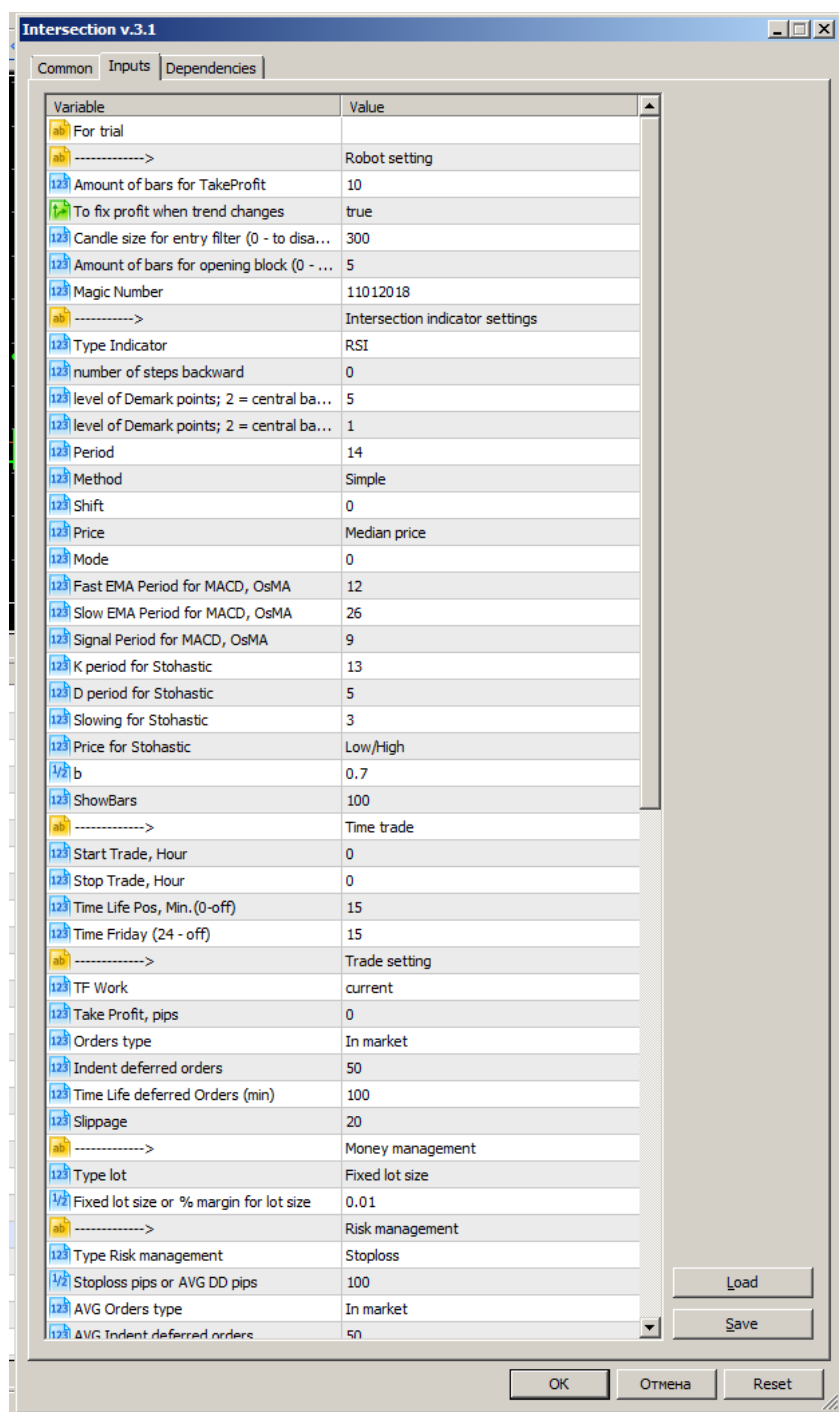 Intersection v.3.1
Common Inputs Dependencies
Variable Value
For trial
-------------> Robot setting
Amount of bars for TakeProfit 10
To fix profit when trend changes true
Candle size for entry filter (0 - to disa... 300
Amount of bars for opening block (0 - ... 5
Magic Number 11012018
-----------> Intersection indicator settings
Type Indicator RSI
number of steps backward 0
level of Demark points; 2 = central ba... 5
level of Demark points; 2 = central ba... 1
Period 14
Method Simple
Shift 0
Price Median price
Mode 0
Fast EMA Period for MACD, OsMA 12
Slow EMA Period for MACD, OsMA 26
Signal Period for MACD, OsMA 9
K period for Stohastic 13
D period for Stohastic 5
Slowing for Stohastic 3
Price for Stohastic Low/High
b 0.7
ShowBars 100
-------------> Time trade
Start Trade, Hour 0
Stop Trade, Hour 0
Time Life Pos, Min.(0-off) 15
Time Friday (24 - off) 15
-------------> Trade setting
TF Work current
Take Profit, pips 0
Orders type In market
Indent deferred orders 50
Time Life deferred Orders (min) 100
Slippage 20
-------------> Money management
Type lot Fixed lot size
Fixed lot size or % margin for lot size 0.01
-------------> Risk management
Type Risk management Stoploss
Stoploss pips or AVG DD pips 100
AVG Orders type In market
AVG Indent deferred orders 50
Load
Save
OK Отмена Reset